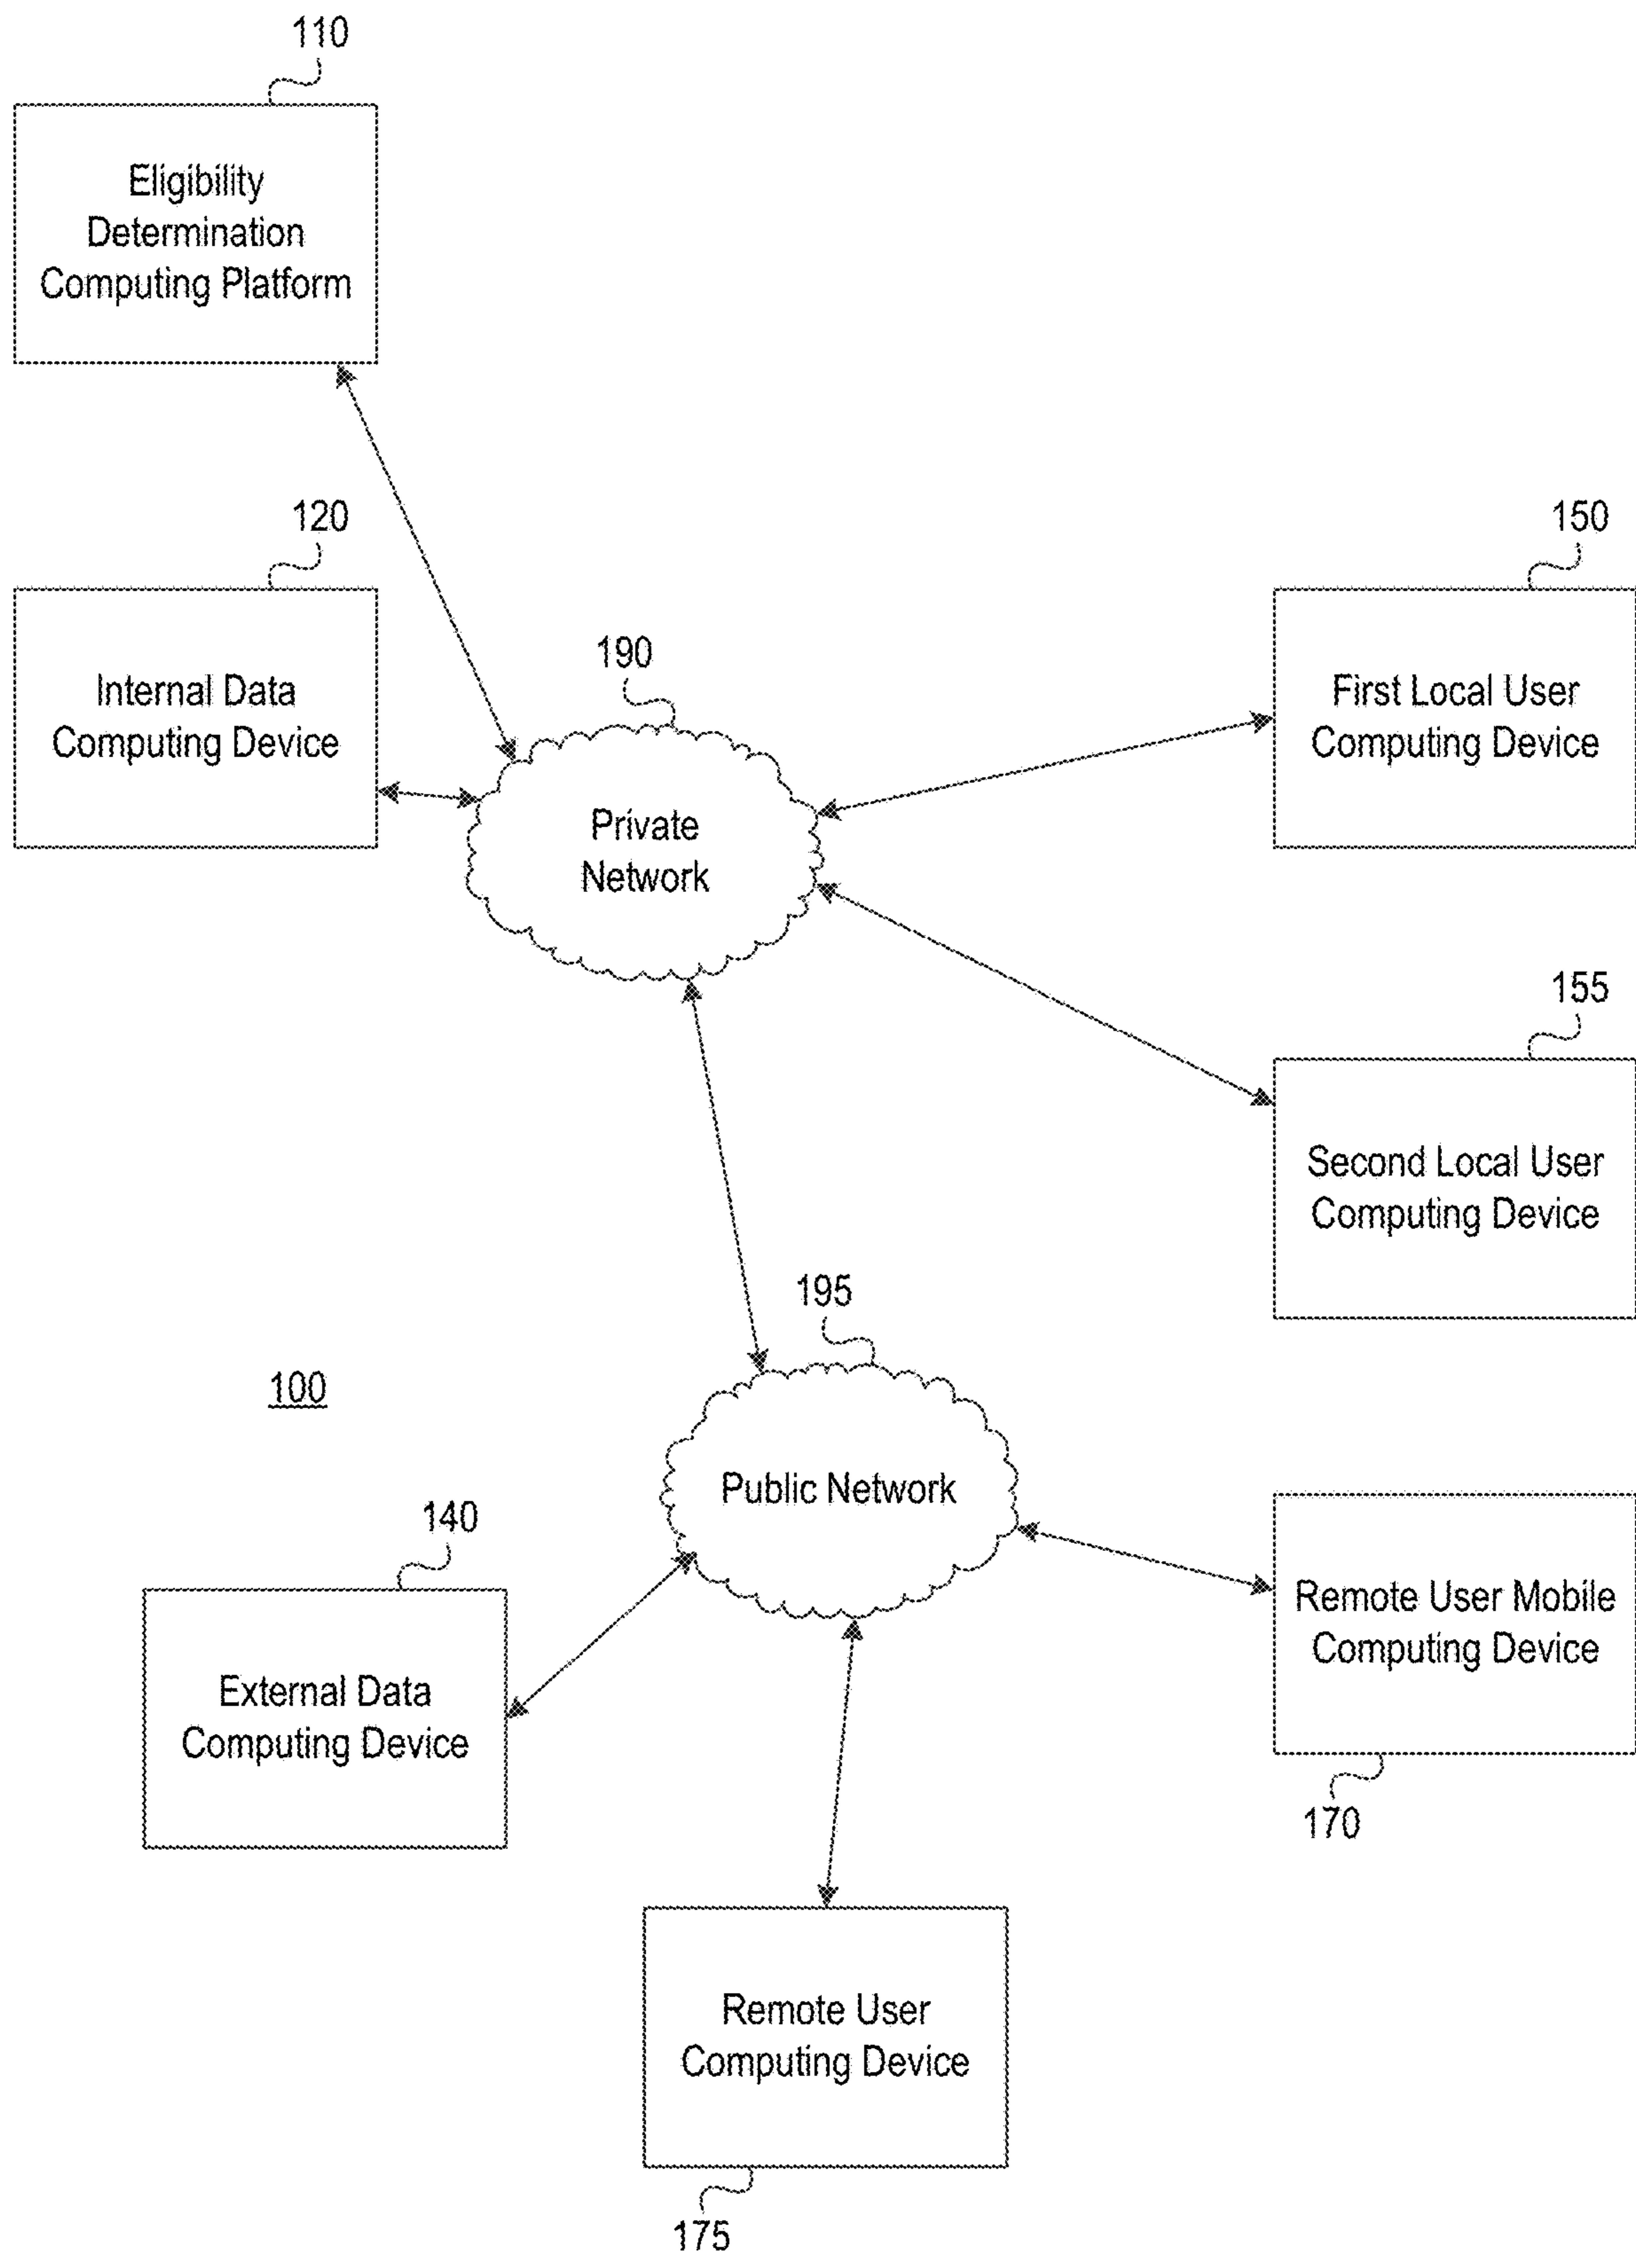 110
Eligibility
Determination
Computing Platform
120
150
Internal Data
Computing Device
190
First Local User
Computing Device
Private
Network
155
Second Local User
Computing Device
195
100
Public Network
140
Remote User Mobile
Computing Device
External Data
Computing Device
170
Remote User
Computing Device
175